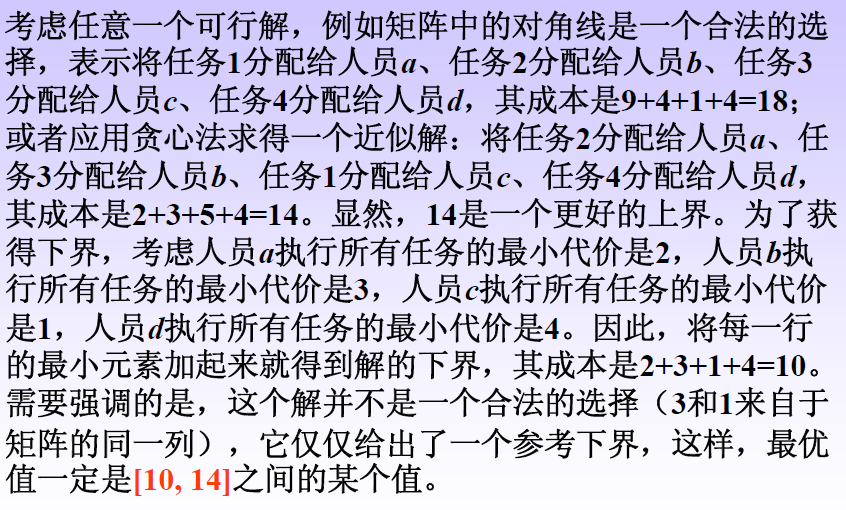 考虑任意一个可行解，例如矩阵中的对角线是一个合法的选
择，表示将任务1分配给人员a、任务2分配给人员b、任务3
分配给人员c、任务4分配给人员d，其成本是9+4+1+4=18；
或者应用贪心法求得一个近似解：将任务2分配给人员a、任
务3分配给人员b、任务1分配给人员c、任务4分配给人员d，
其成本是2+3+5+4=14。显然，14是一个更好的上界。为了获
得下界，考虑人员a执行所有任务的最小代价是2，人员b执
行所有任务的最小代价是3，人员c执行所有任务的最小代价
是1，人员d执行所有任务的最小代价是4。因此，将每一行
的最小元素加起来就得到解的下界，其成本是2+3+1+4=10。
需要强调的是，这个解并不是一个合法的选择（3和1来自于
矩阵的同一列），它仅仅给出了一个参考下界，这样，最优
值一定是[10, 14]之间的某个值。